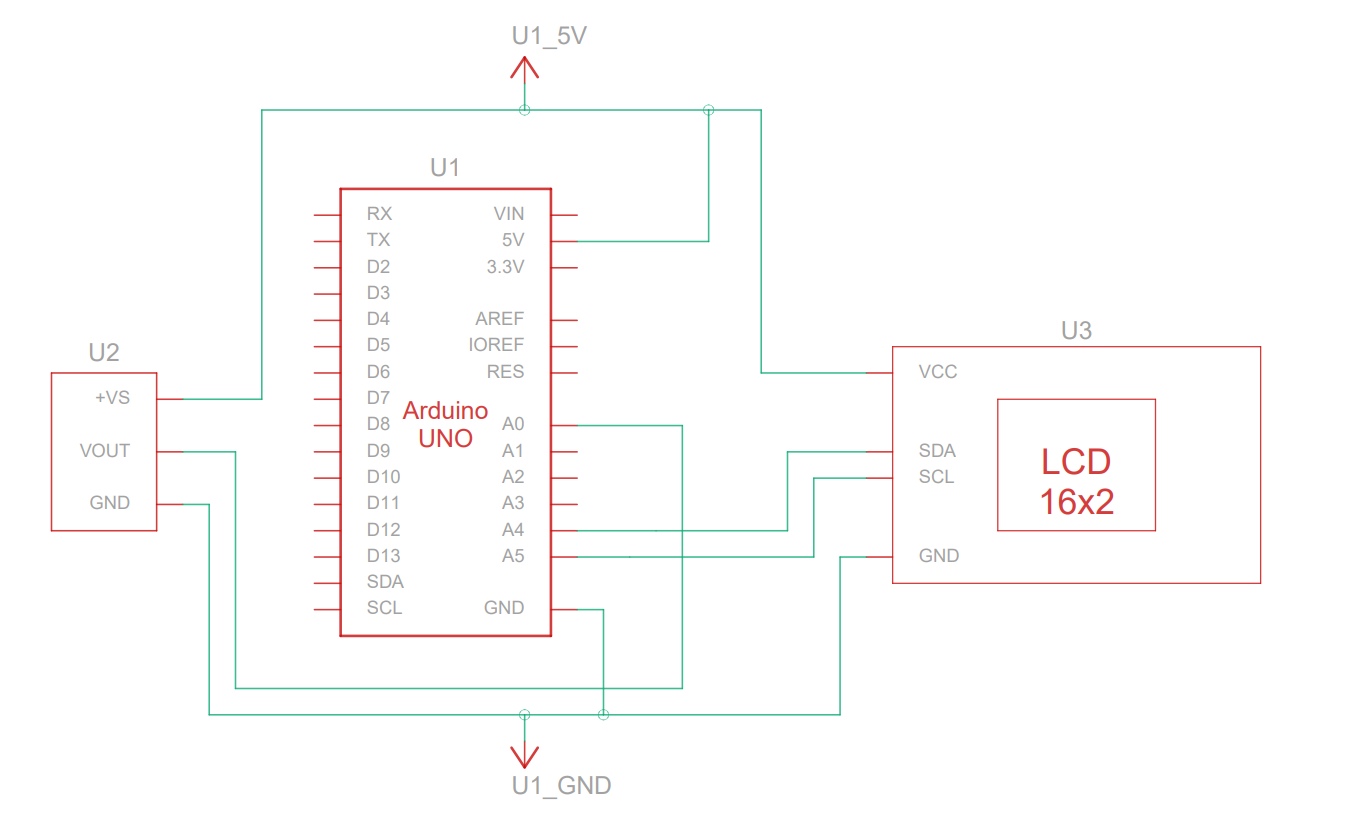 U1_5V
U1
RX
TX
D2
D3
D4
D5
D6
D7
D8
D9
D10
D11
D12
D13
SDA
SCL
Arduino
UNO
VIN
5V
3.3V
AREF
IOREF
RES
A0
A1
A2
A3
A4
A5
GND
U2
+VS
VOUT
GND
U3
VCC
SDA
SCL
GND
LCD
16x2
U1_GND